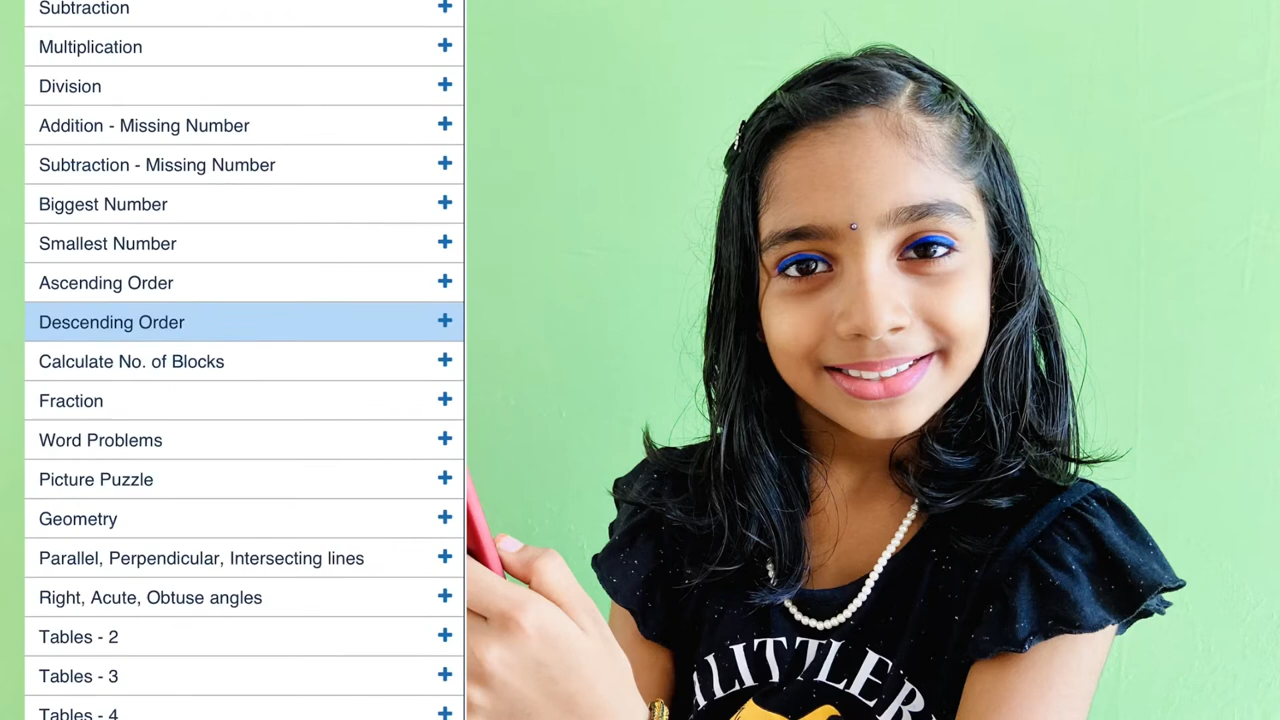 Subtraction
Multiplication
Division
Addition - Missing Number
Subtraction - Missing Number
Biggest Number
Smallest Number
Ascending Order
Descending Order
Calculate No. of Blocks
Fraction
Word Problems
Picture Puzzle
Geometry
Parallel, Perpendicular, Intersecting lines
Right, Acute, Obtuse angles
Tables - 2
Tables - 3
Tables - 4